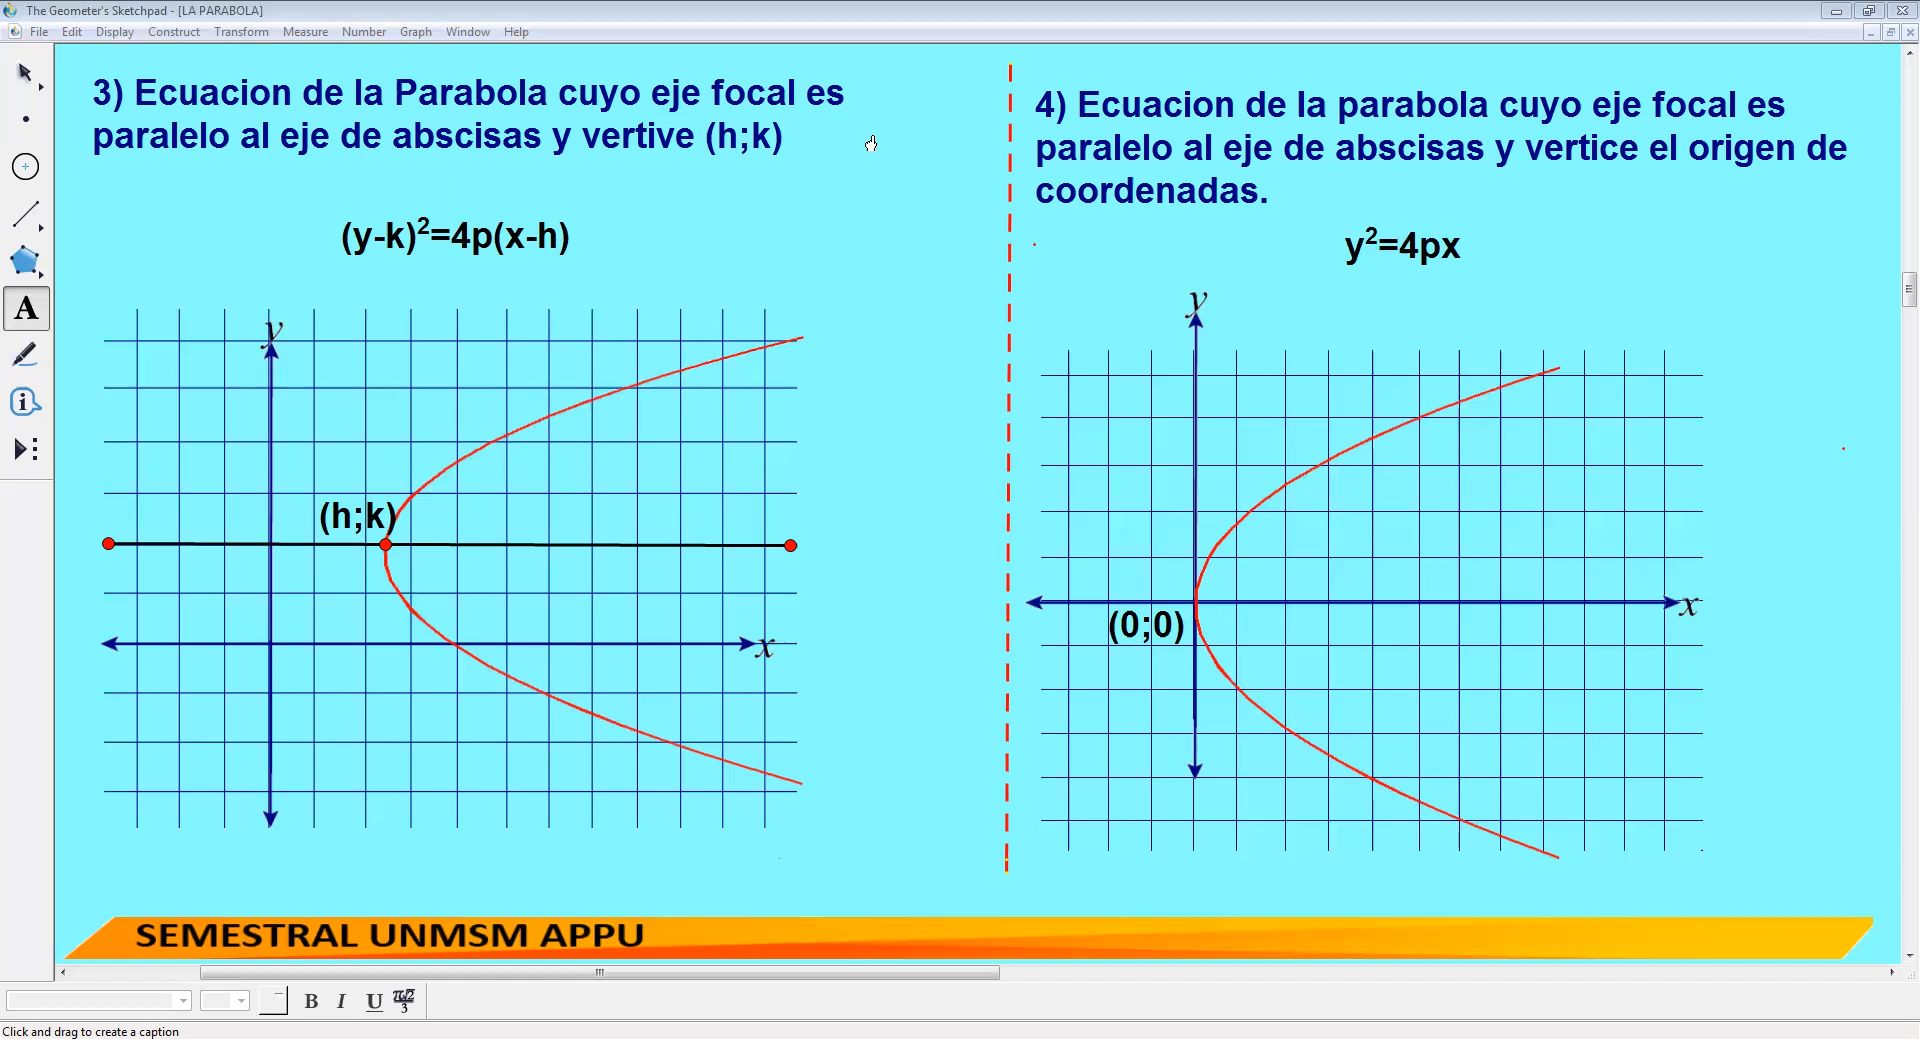 The Geometer's Sketchpad - [LA PARABOLA]
File Edit Display Construct Transform Measure Number Graph Window Help
3) Ecuacion de la Parabola cuyo eje focal es
paralelo al eje de abscisas y vertive (h;k)
(y-k)²=4p(x-h)
y
(h;k)
x
4) Ecuacion de la parabola cuyo eje focal es
paralelo al eje de abscisas y vertice el origen de
coordenadas.
y²=4px
y
x
(0;0)
A
i
SEMESTRAL UNMSM APPU
B I U π√2/3
Click and drag to create a caption